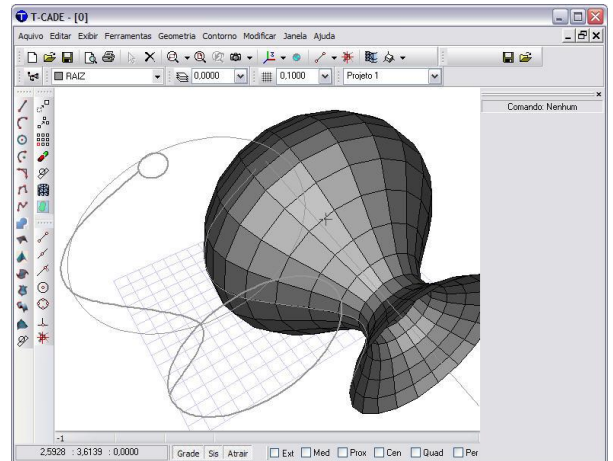 T-CADE - [0]
Aquivo Editar Exibir Ferramentas Geometria Contorno Modificar Janela Ajuda
RAIZ 0,0000 0,1000 Projeto 1
Comando: Nenhum
-1
2,5928 : 3,6139 : 0,0000 Grade Sis Atrair Ext Med Prox Cen Quad Per